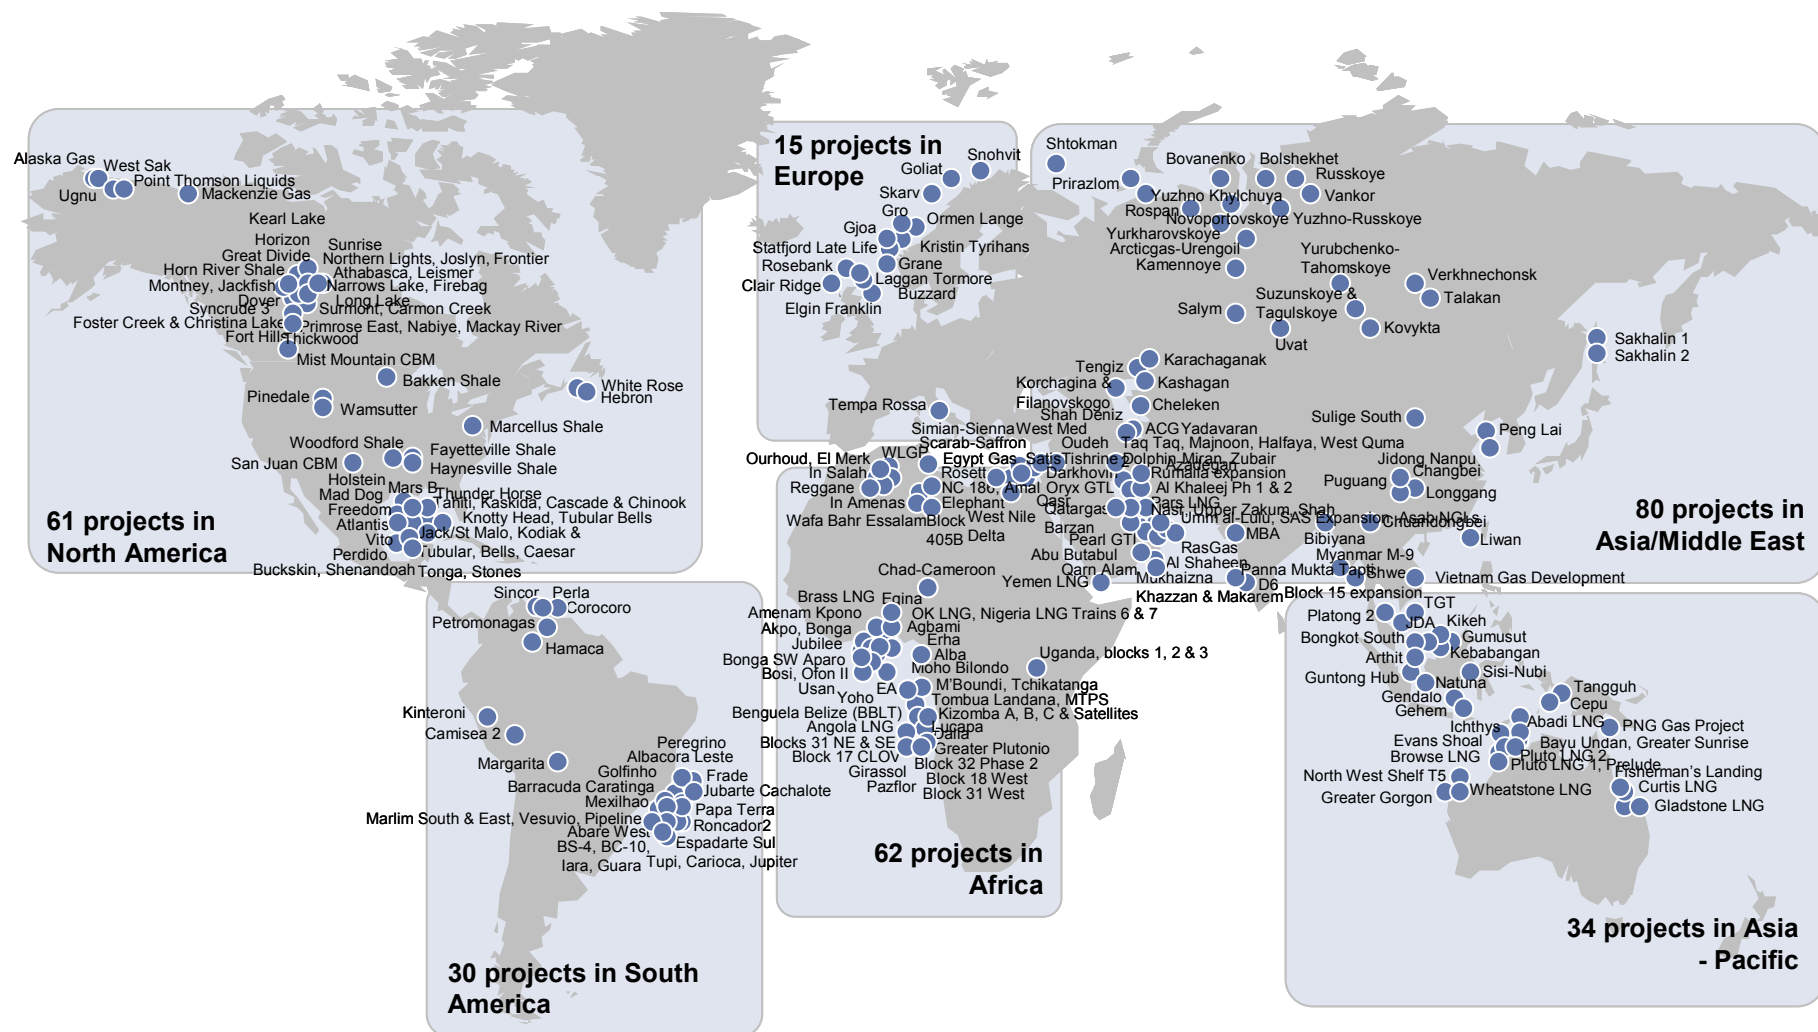 61 projects in
North America
Alaska Gas
West Sak
Ugnu
Point Thomson Liquids
Mackenzie Gas
Kearl Lake
Horizon
Sunrise
Great Divide
Northern Lights, Joslyn, Frontier
Horn River Shale
Athabasca, Leismer
Montney, Jackfish
Narrows Lake, Firebag
Dover
Long Lake
Syncrude 3
Surmont, Carmon Creek
Foster Creek & Christina Lake
Primrose East, Nabiye, Mackay River
Fort Hills
Thickwood
Mist Mountain CBM
Bakken Shale
White Rose
Hebron
Pinedale
Wamsutter
Marcellus Shale
Woodford Shale
Fayetteville Shale
San Juan CBM
Haynesville Shale
Holstein
Mars B
Mad Dog
Thunder Horse
Freedom
Tahiti, Kaskida, Cascade & Chinook
Atlantis
Knotty Head, Tubular Bells
Vito
Jack/St Malo, Kodiak &
Perdido
Tubular, Bells, Caesar
Buckskin, Shenandoah
Tonga, Stones
15 projects in
Europe
Snohvit
Goliat
Skarv
Gro
Ormen Lange
Gjoa
Statfjord Late Life
Kristin Tyrihans
Rosebank
Grane
Clair Ridge
Laggan Tormore
Buzzard
Elgin Franklin
Tempa Rossa
80 projects in
Asia/Middle East
Shtokman
Prirazlom
Bovanenko
Bolshekhet
Russkoye
Yuzhno Khylchuya
Vankor
Rospan
Novoportovskoye
Yuzhno-Russkoye
Yurkharovskoye
Arcticgas-Urengoil
Kamennoye
Yurubchenko-
Tahomskoye
Verkhnechonsk
Talakan
Salym
Suzunskoye &
Tagulskoye
Uvat
Kovykta
Sakhalin 1
Sakhalin 2
Karachaganak
Tengiz
Kashagan
Korchagina &
Filanovskogo
Cheleken
Shah Deniz
ACG
Yadavaran
Sulige South
Peng Lai
Oudeh
Taq Taq, Majnoon, Halfaya, West Quma
Tishrine
Dolphin
Miran, Zubair
Azadegan
Darkhovin
Rumaila expansion
Oryx GTL
Al Khaleej Ph 1 & 2
Qatargas
Pars LNG
Nasr, Upper Zakum, Shah
Barzan
Umm al-Lulu, SAS Expansion, Asab NGLs
Pearl GTL
RasGas
Abu Butabul
Al Shaheen
Qarn Alam
Mukhaizna
Yemen LNG
Khazzan & Makarem
MBA
Panna Mukta Tapti
D6
Bibiyana
Myanmar M-9
Shwe
Block 15 expansion
Jidong Nanpu
Changbei
Puguang
Longgang
Chuandongbei
Liwan
Vietnam Gas Development
62 projects in
Africa
Simian-Sienna
West Med
Scarab-Saffron
Ourhoud, El Merk
WLGP
Egypt Gas
Satis
In Salah
Rosett
Reggane
NC 186, Amal
Qasr
In Amenas
Elephant
Wafa Bahr Essalam
Block
405B
West Nile
Delta
Chad-Cameroon
Brass LNG
Egina
Amenam Kpono
OK LNG, Nigeria LNG Trains 6 & 7
Akpo, Bonga
Agbami
Jubilee
Erha
Bonga SW Aparo
Alba
Uganda, blocks 1, 2 & 3
Bosi, Ofon II
Moho Bilondo
Usan
EA
M'Boundi, Tchikatanga
Yoho
Tombua Landana, MTPS
Benguela Belize (BBLT)
Kizomba A, B, C & Satellites
Angola LNG
Lucapa
Dalia
Blocks 31 NE & SE
Greater Plutonio
Block 17 CLOV
Block 32 Phase 2
Girassol
Block 18 West
Pazflor
Block 31 West
30 projects in South
America
Sincor
Perla
Corocoro
Petromonagas
Hamaca
Kinteroni
Camisea 2
Margarita
Peregrino
Albacora Leste
Golfinho
Frade
Barracuda Caratinga
Jubarte Cachalote
Mexilhao
Papa Terra
Marlim South & East, Vesuvio, Pipeline
Roncador2
Abare West
Espadarte Sul
BS-4, BC-10,
Iara, Guara
Tupi, Carioca, Jupiter
34 projects in Asia
- Pacific
Platong 2
TGT
JDA
Kikeh
Bongkot South
Gumusut
Arthit
Kebabangan
Guntong Hub
Sisi-Nubi
Natuna
Gendalo
Tangguh
Gehem
Cepu
Ichthys
Abadi LNG
PNG Gas Project
Evans Shoal
Bayu Undan, Greater Sunrise
Browse LNG
Pluto LNG 2
Pluto LNG 1, Prelude
North West Shelf T5
Fisherman's Landing
Greater Gorgon
Wheatstone LNG
Curtis LNG
Gladstone LNG